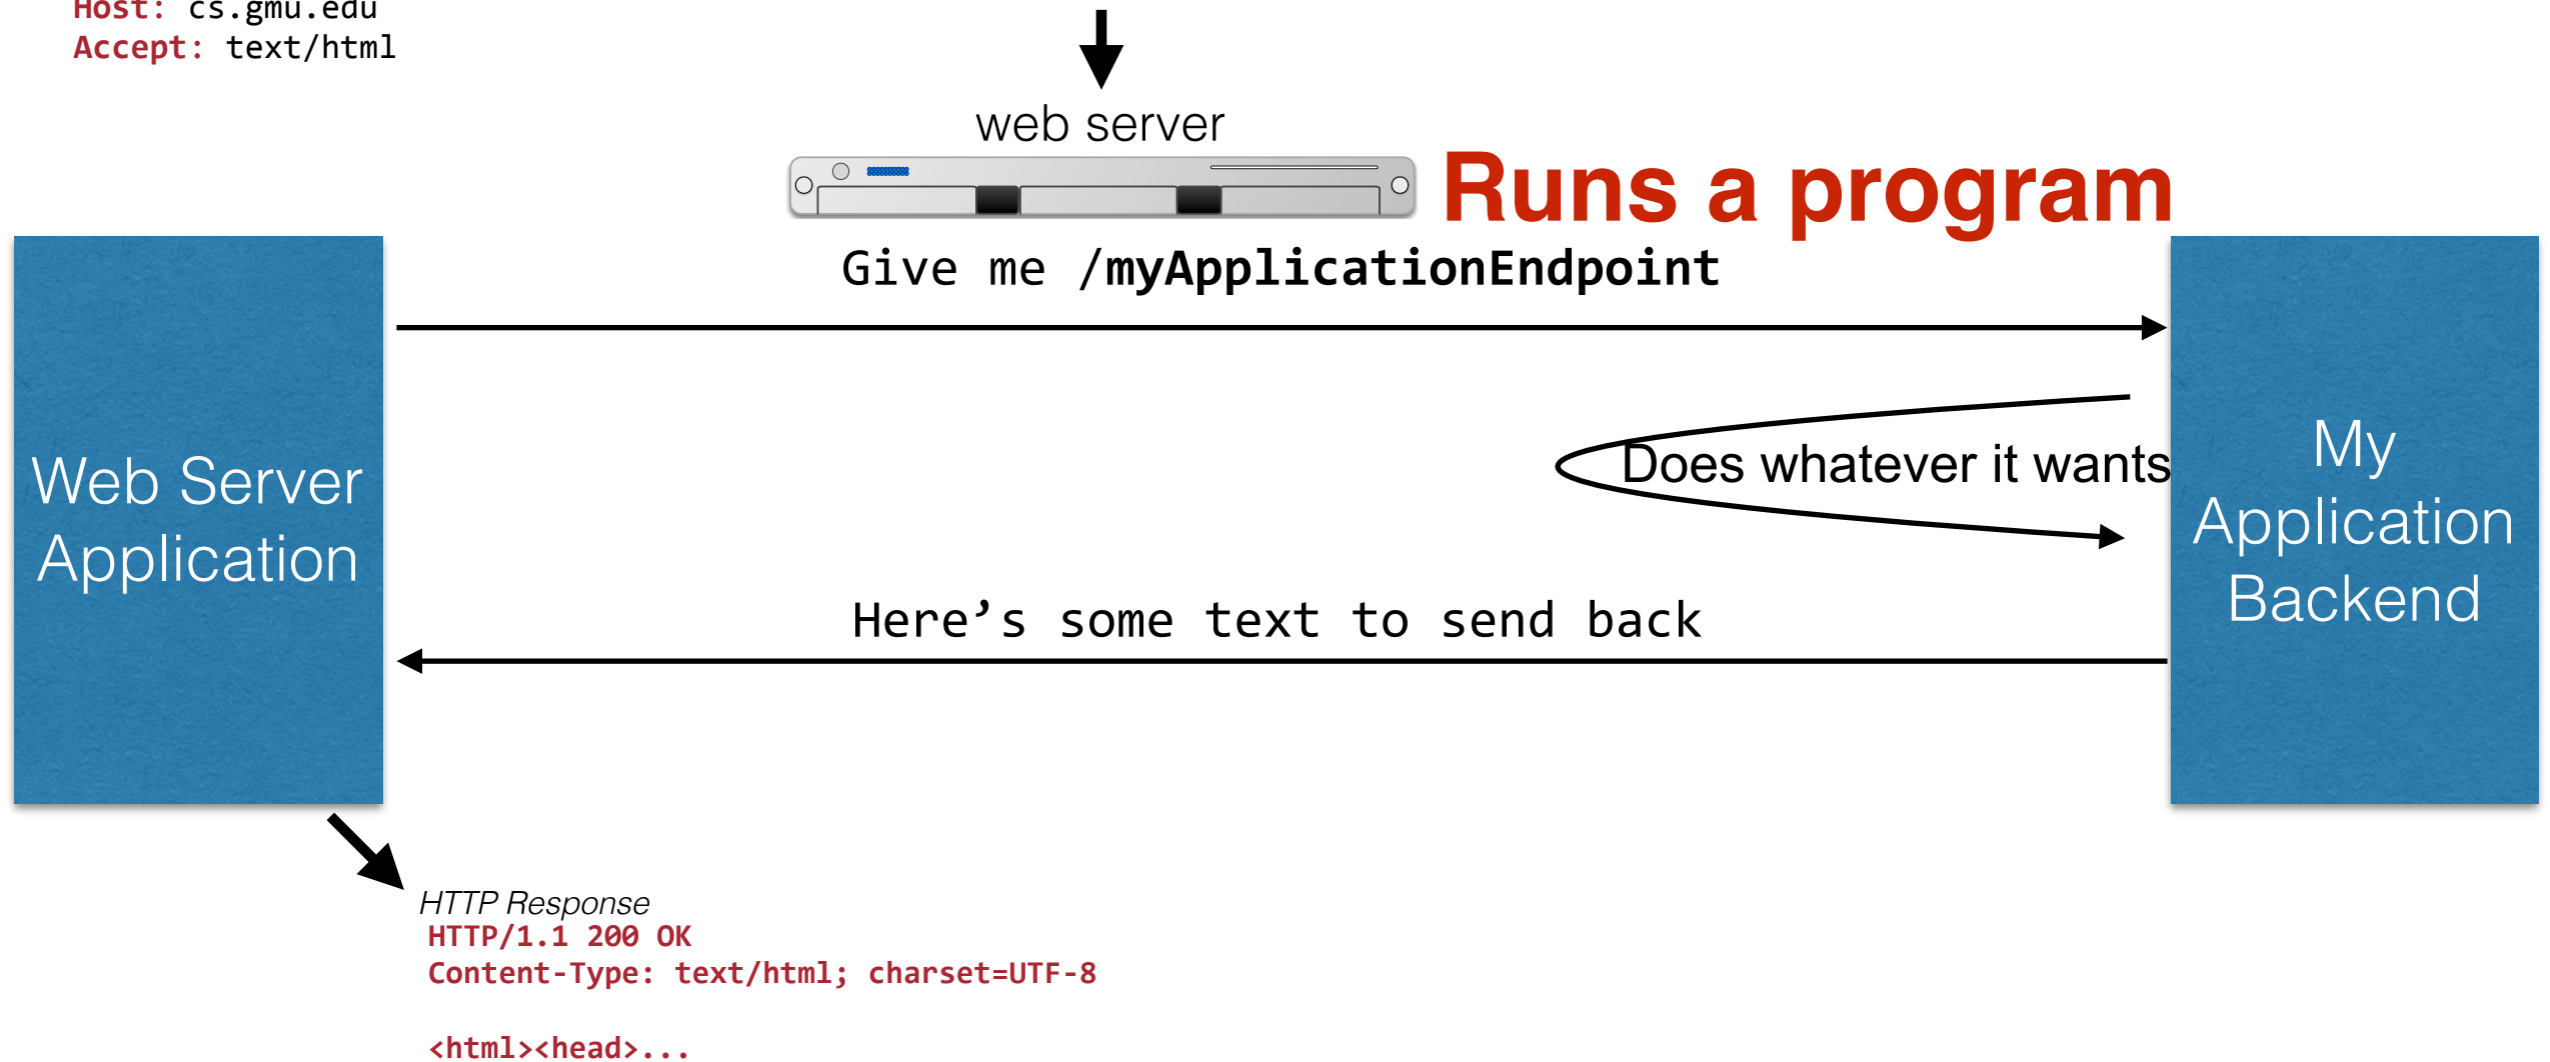 Host: cs.gmu.edu
Accept: text/html
web server
Runs a program
Give me /myApplicationEndpoint
Web Server
Application
Does whatever it wants
My
Application
Backend
Here’s some text to send back
HTTP Response
HTTP/1.1 200 OK
Content-Type: text/html; charset=UTF-8
<html><head>...